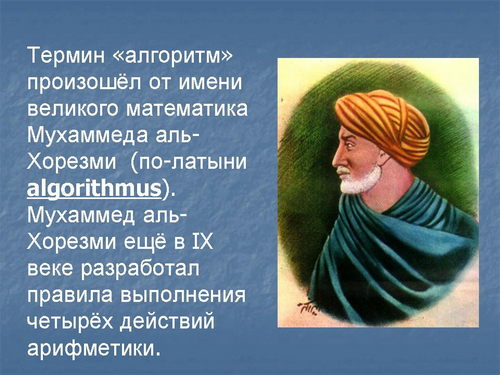 Термин «алгоритм»
произошёл от имени
великого математика
Мухаммеда аль-
Хорезми (по-латыни
algorithmus).
Мухаммед аль-
Хорезми ещё в IX
веке разработал
правила выполнения
четырёх действий
арифметики.